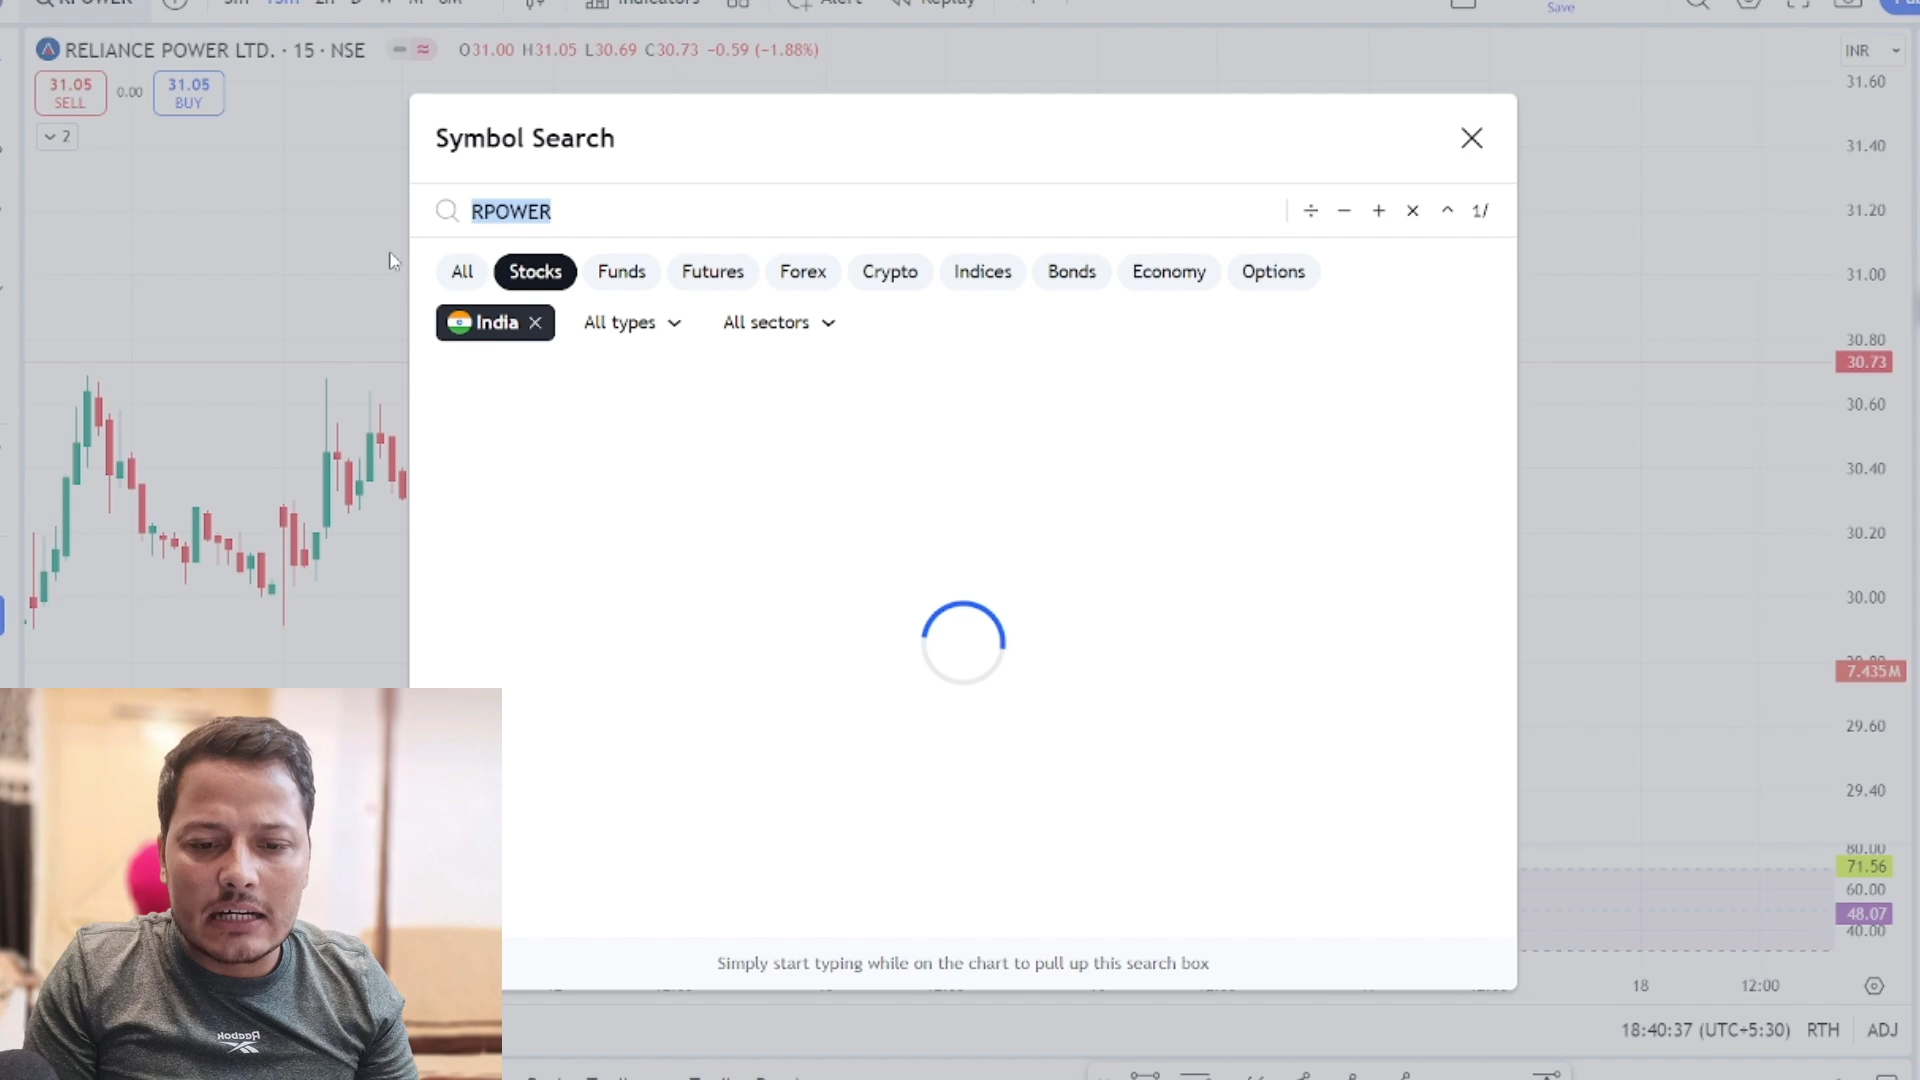 RPOWER
Indicators
Alert
Replay
Save
RELIANCE POWER LTD. · 15 · NSE
O31.00 H31.05 L30.69 C30.73 −0.59 (−1.88%)
INR
31.05
SELL
0.00
31.05
BUY
2
Symbol Search
RPOWER
1/
All Stocks Funds Futures Forex Crypto Indices Bonds Economy Options
India
All types
All sectors
Simply start typing while on the chart to pull up this search box
31.60
31.40
31.20
31.00
30.80
30.73
30.60
30.40
30.20
30.00
7.435M
29.60
29.40
80.00
71.56
60.00
48.07
40.00
18
12:00
18:40:37 (UTC+5:30) RTH ADJ
Reebok